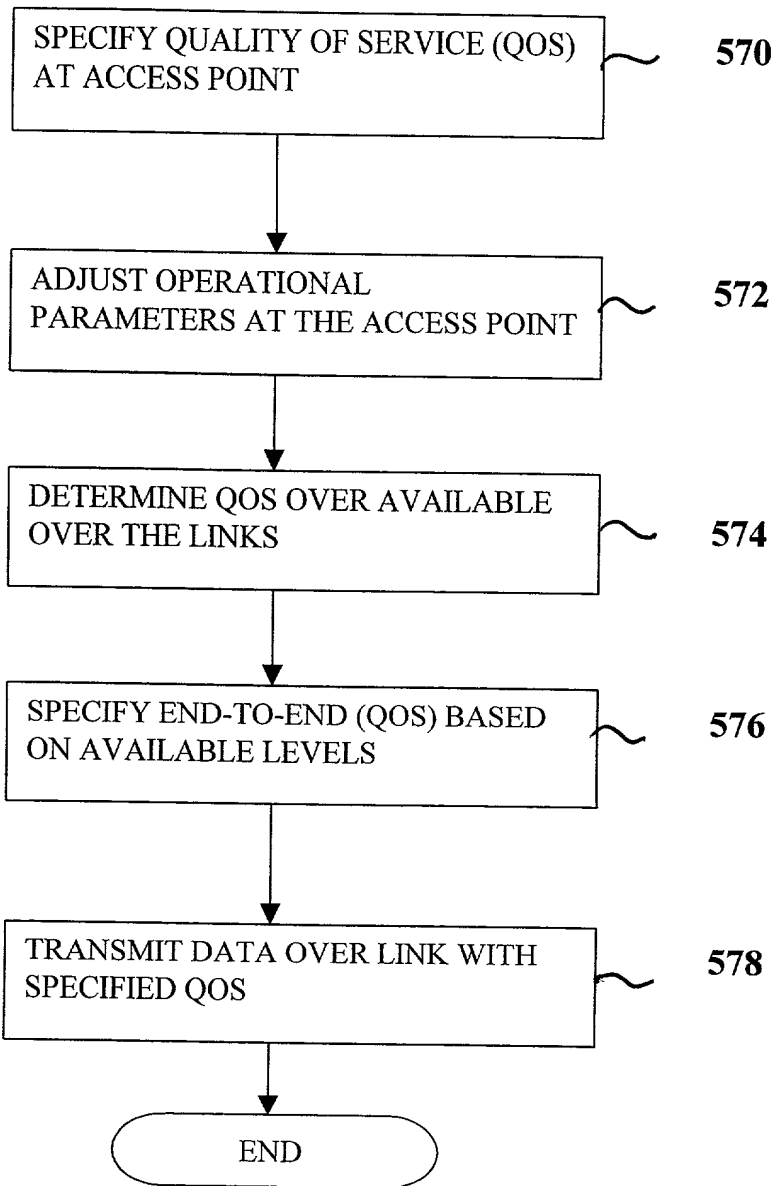 SPECIFY QUALITY OF SERVICE (QOS)
AT ACCESS POINT
570
ADJUST OPERATIONAL
PARAMETERS AT THE ACCESS POINT
572
DETERMINE QOS OVER AVAILABLE
OVER THE LINKS
574
SPECIFY END-TO-END (QOS) BASED
ON AVAILABLE LEVELS
576
TRANSMIT DATA OVER LINK WITH
SPECIFIED QOS
578
END